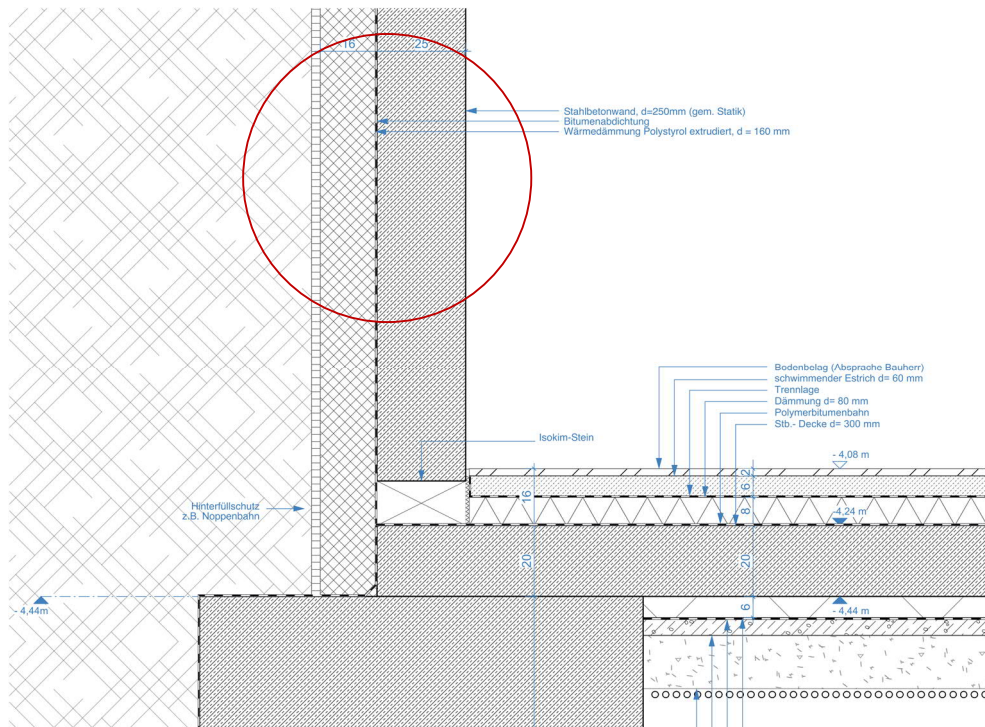 16
25
Stahlbetonwand, d=250mm (gem. Statik)
Bitumenabdichtung
Wärmedämmung Polystyrol extrudiert, d = 160 mm
Bodenbelag (Absprache Bauherr)
schwimmender Estrich d= 60 mm
Trennlage
Dämmung d= 80 mm
Polymerbitumenbahn
Stb.- Decke d= 300 mm
Isokim-Stein
- 4,08 m
2
6
16
8
Hinterfüllschutz
z.B. Noppenbahn
-4,24 m
20
20
- 4,44m
6
- 4,44 m